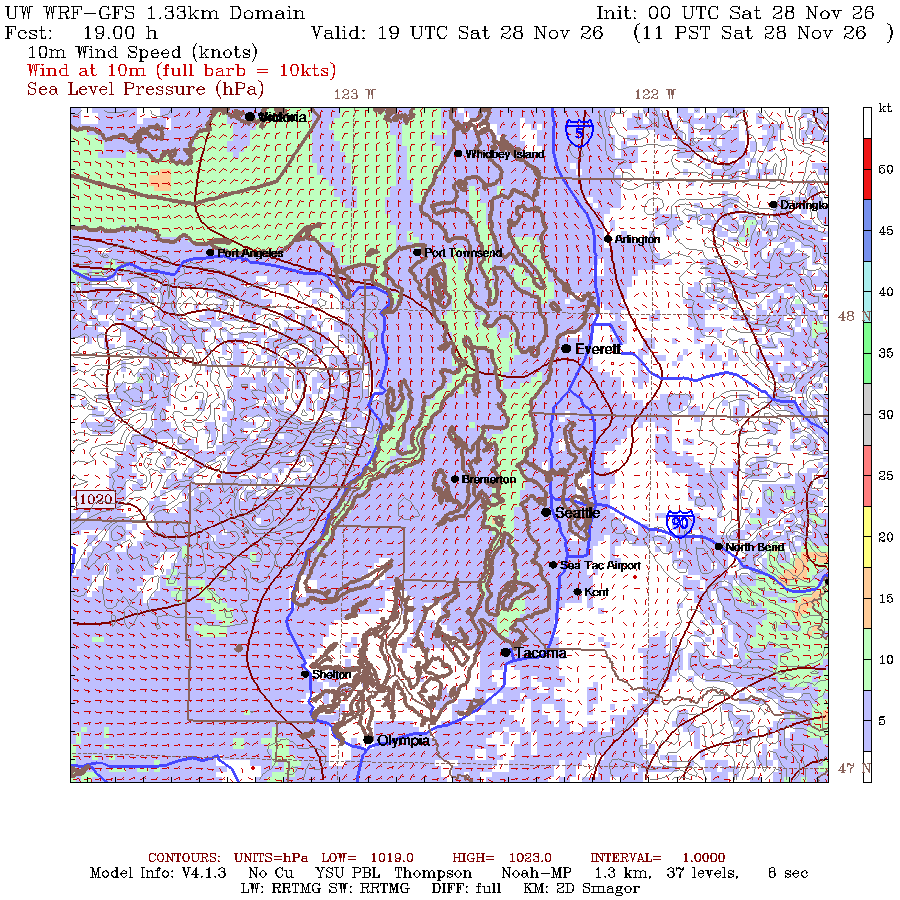 UW WRF-GFS 1.33km Domain Init: 00 UTC Sat 28 Nov 26
Fcst: 19.00 h Valid: 19 UTC Sat 28 Nov 26 (11 PST Sat 28 Nov 26 )
10m Wind Speed (knots)
Wind at 10m (full barb = 10kts)
Sea Level Pressure (hPa)
123 W 122 W
kt
Victoria
5
Whidbey Island
60
Darringto
45
Arlington
Port Angeles
Port Townsend
40
48 N
Everett
35
30
Bremerton
25
1020
Seattle
90
20
North Bend
Sea Tac Airport
Kent
15
Tacoma
10
Shelton
5
Olympia
47 N
CONTOURS: UNITS=hPa LOW= 1019.0 HIGH= 1023.0 INTERVAL= 1.0000
Model Info: V4.1.3 No Cu YSU PBL Thompson Noah-MP 1.3 km, 37 levels, 8 sec
LW: RRTMG SW: RRTMG DIFF: full KM: 2D Smagor